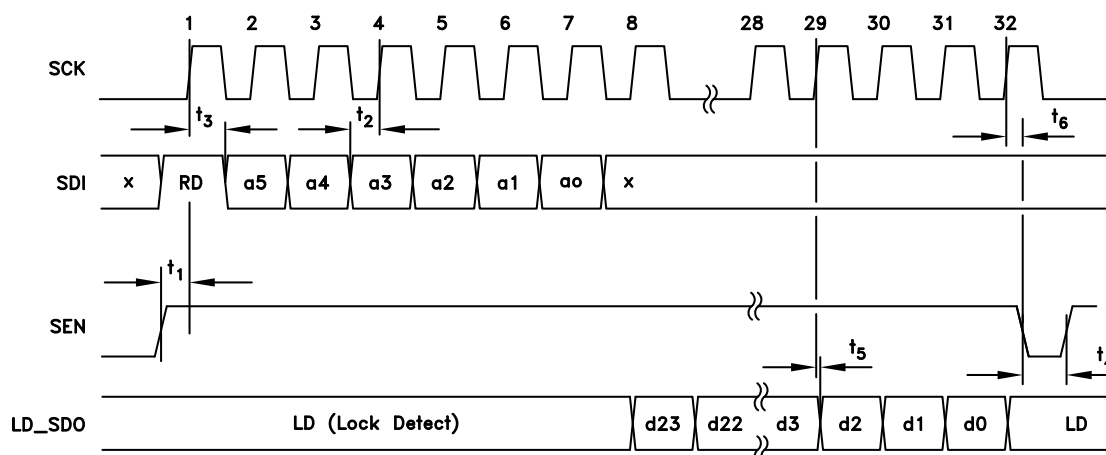 1 2 3 4 5 6 7 8 28 29 30 31 32
SCK
t3 t2 t6
SDI x RD a5 a4 a3 a2 a1 ao x
t1
SEN
t5
LD_SDO LD (Lock Detect) d23 d22 d3 d2 d1 d0 LD